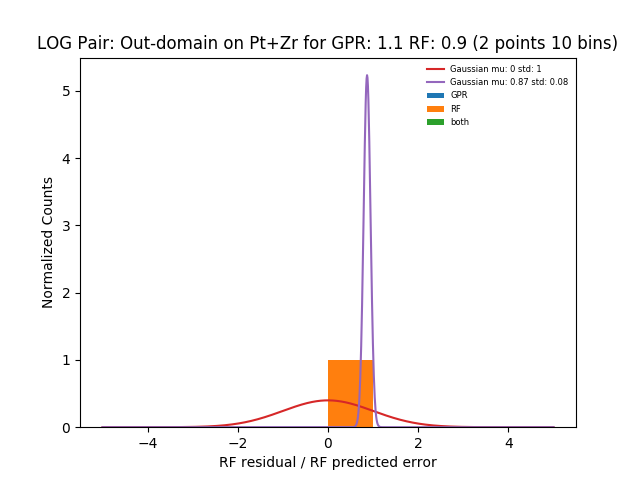 LOG Pair: Out-domain on Pt+Zr for GPR: 1.1 RF: 0.9 (2 points 10 bins)
Gaussian mu: 0 std: 1
Gaussian mu: 0.87 std: 0.08
GPR
RF
both
Normalized Counts
5
4
3
2
1
0
−4
−2
0
2
4
RF residual / RF predicted error